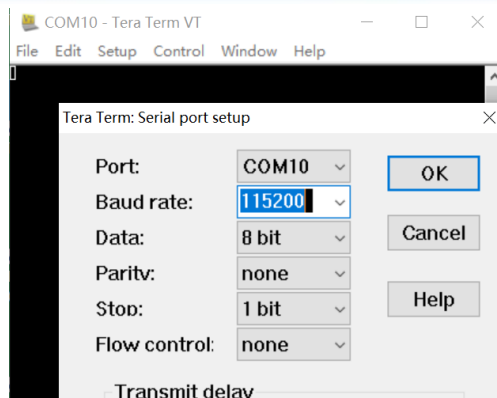 COM10 - Tera Term VT
File Edit Setup Control Window Help
Tera Term: Serial port setup
Port: COM10 OK
Baud rate: 115200
Data: 8 bit Cancel
Parity: none
Stop: 1 bit Help
Flow control: none
Transmit delay